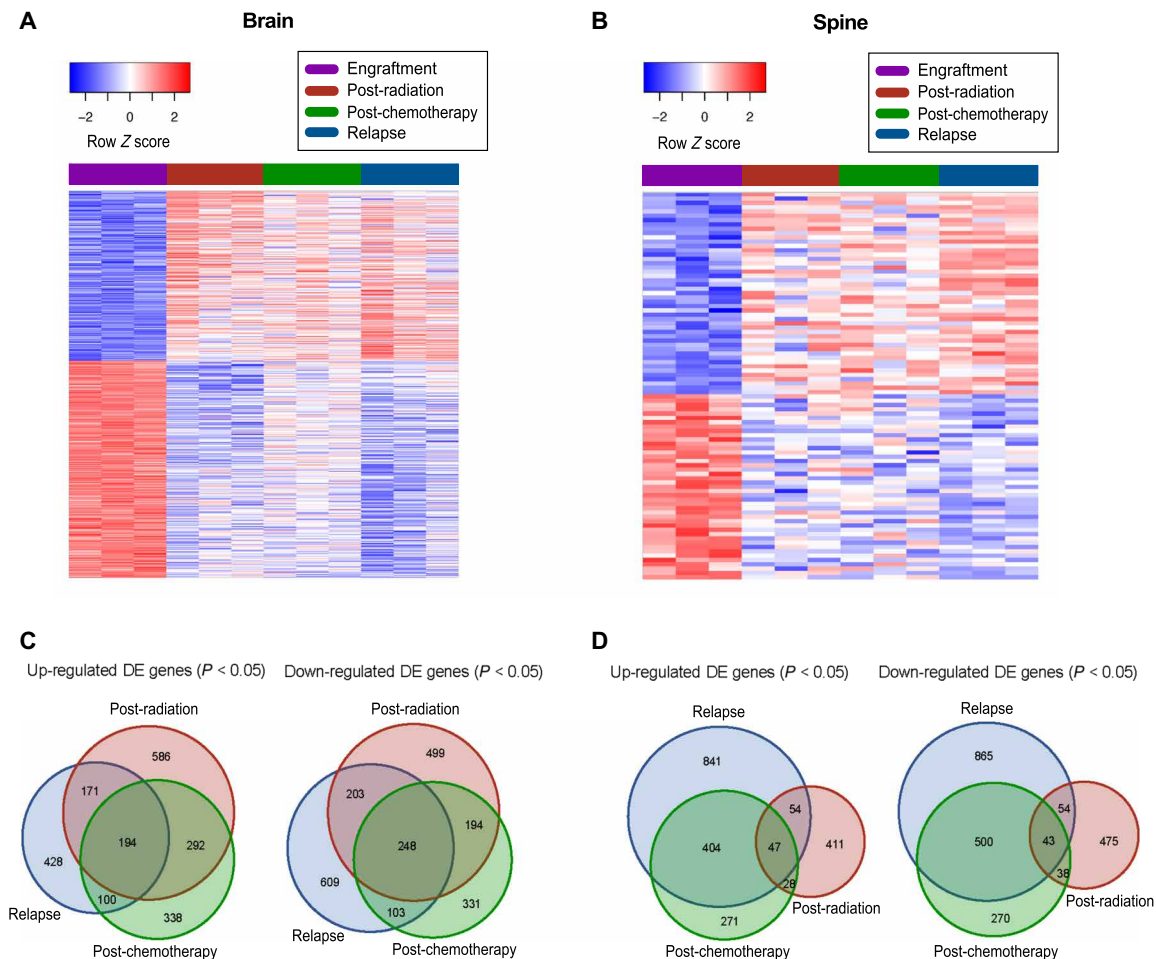 A
Brain
−2 0 2
Row Z score
Engraftment
Post-radiation
Post-chemotherapy
Relapse
B
Spine
−2 0 2
Row Z score
Engraftment
Post-radiation
Post-chemotherapy
Relapse
C
Up-regulated DE genes (P < 0.05)
Post-radiation
586
171
194
292
428
100
338
Relapse
Post-chemotherapy
Down-regulated DE genes (P < 0.05)
Post-radiation
499
203
194
248
609
103
331
Relapse
Post-chemotherapy
D
Up-regulated DE genes (P < 0.05)
Relapse
841
54
404
47
411
28
271
Post-radiation
Post-chemotherapy
Down-regulated DE genes (P < 0.05)
Relapse
865
54
500
43
475
38
270
Post-radiation
Post-chemotherapy